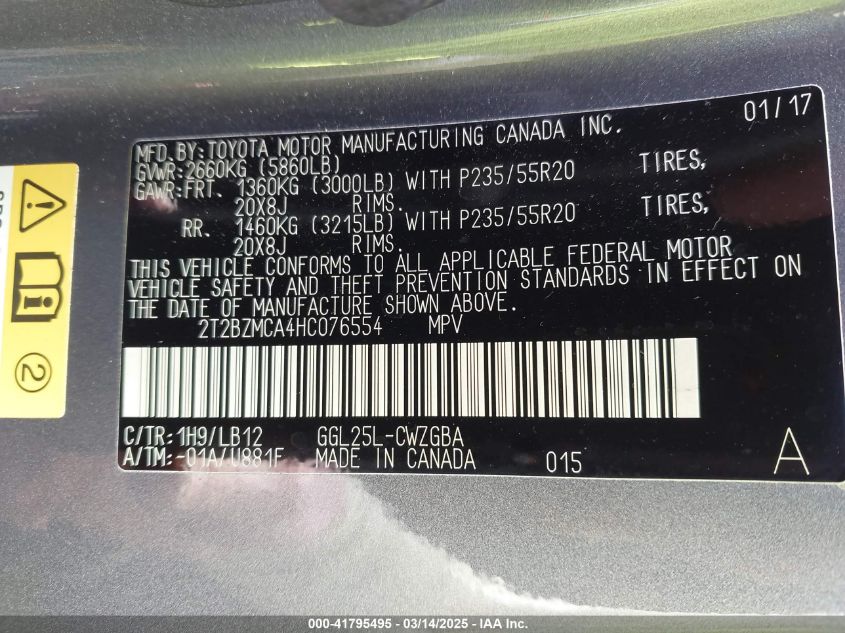 01/17
MFD.BY:TOYOTA MOTOR MANUFACTURING CANADA INC.
GVWR:2660KG (5860LB)
GAWR:FRT. 1360KG (3000LB) WITH P235/55R20 TIRES,
20X8J RIMS.
RR. 1460KG (3215LB) WITH P235/55R20 TIRES,
20X8J RIMS.
THIS VEHICLE CONFORMS TO ALL APPLICABLE FEDERAL MOTOR
VEHICLE SAFETY AND THEFT PREVENTION STANDARDS IN EFFECT ON
THE DATE OF MANUFACTURE SHOWN ABOVE.
2T2BZMCA4HC076554 MPV
C/TR:1H9/LB12 GGL25L-CWZGBA
A/TM:-01A/U881F MADE IN CANADA 015 A
2
000-41795495 - 03/14/2025 - IAA Inc.